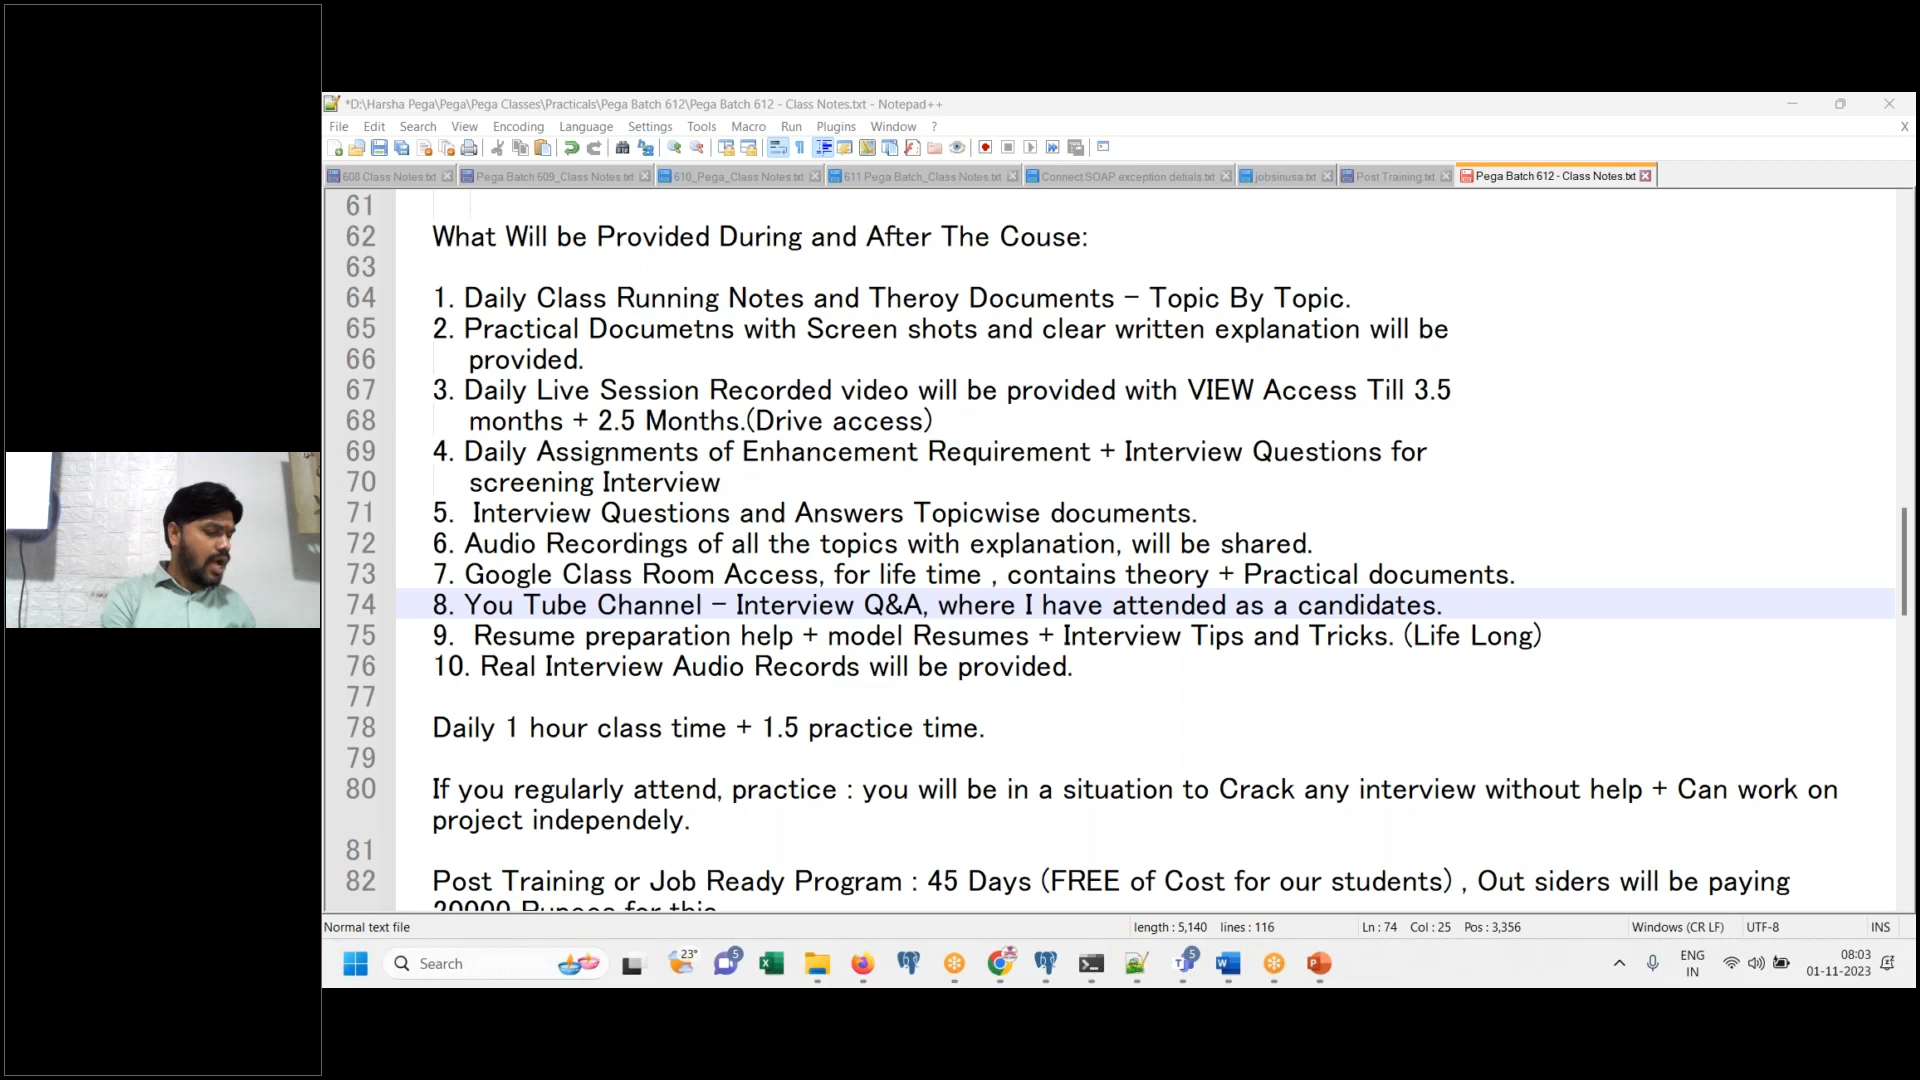 *D:\Harsha Pega\Pega\Pega Classes\Practicals\Pega Batch 612\Pega Batch 612 - Class Notes.txt - Notepad++
File Edit Search View Encoding Language Settings Tools Macro Run Plugins Window ? X
608 Class Notes.txt Pega Batch 609_Class Notes.txt 610_Pega_Class Notes.txt 611 Pega Batch_Class Notes.txt Connect SOAP exception detials.txt jobsinusa.txt Post Training.txt Pega Batch 612 - Class Notes.txt
61
62 What Will be Provided During and After The Couse:
63
64 1. Daily Class Running Notes and Theroy Documents - Topic By Topic.
65 2. Practical Documetns with Screen shots and clear written explanation will be
66 provided.
67 3. Daily Live Session Recorded video will be provided with VIEW Access Till 3.5
68 months + 2.5 Months.(Drive access)
69 4. Daily Assignments of Enhancement Requirement + Interview Questions for
70 screening Interview
71 5. Interview Questions and Answers Topicwise documents.
72 6. Audio Recordings of all the topics with explanation, will be shared.
73 7. Google Class Room Access, for life time , contains theory + Practical documents.
74 8. You Tube Channel - Interview Q&A, where I have attended as a candidates.
75 9. Resume preparation help + model Resumes + Interview Tips and Tricks. (Life Long)
76 10. Real Interview Audio Records will be provided.
77
78 Daily 1 hour class time + 1.5 practice time.
79
80 If you regularly attend, practice : you will be in a situation to Crack any interview without help + Can work on
project independely.
81
82 Post Training or Job Ready Program : 45 Days (FREE of Cost for our students) , Out siders will be paying
20000 Rupees for this
Normal text file length : 5,140 lines : 116 Ln : 74 Col : 25 Pos : 3,356 Windows (CR LF) UTF-8 INS
Search 23° 5 5 ENG 08:03
IN 01-11-2023